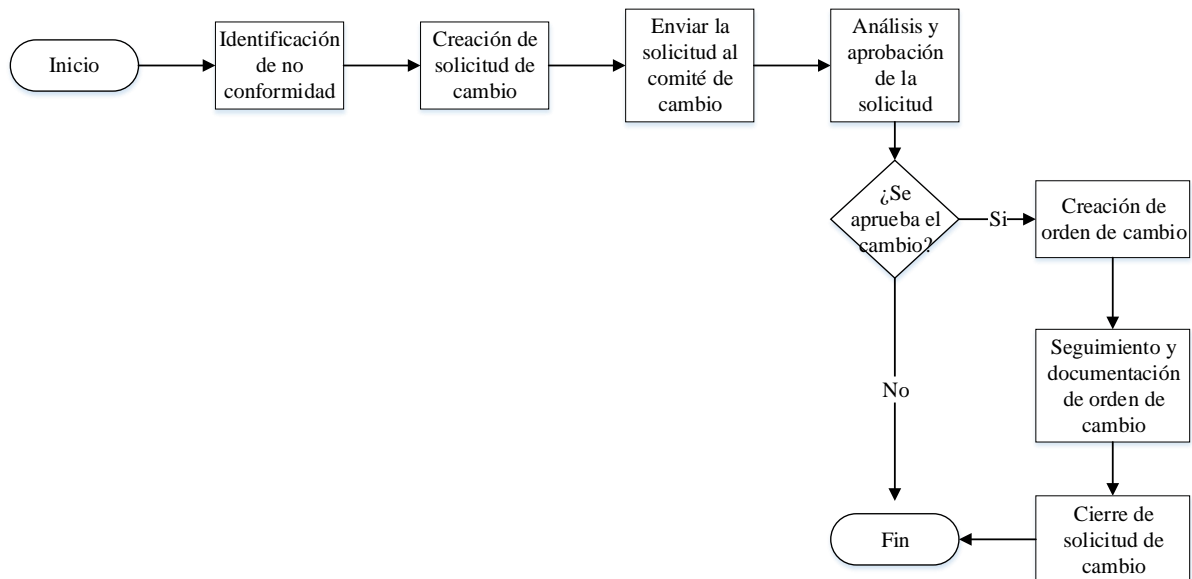 Inicio
Identificación
de no
conformidad
Creación de
solicitud de
cambio
Enviar la
solicitud al
comité de
cambio
Análisis y
aprobación
de la
solicitud
¿Se
aprueba el
cambio?
Si
Creación de
orden de cambio
Seguimiento y
documentación
de orden de
cambio
No
Cierre de
solicitud de
cambio
Fin